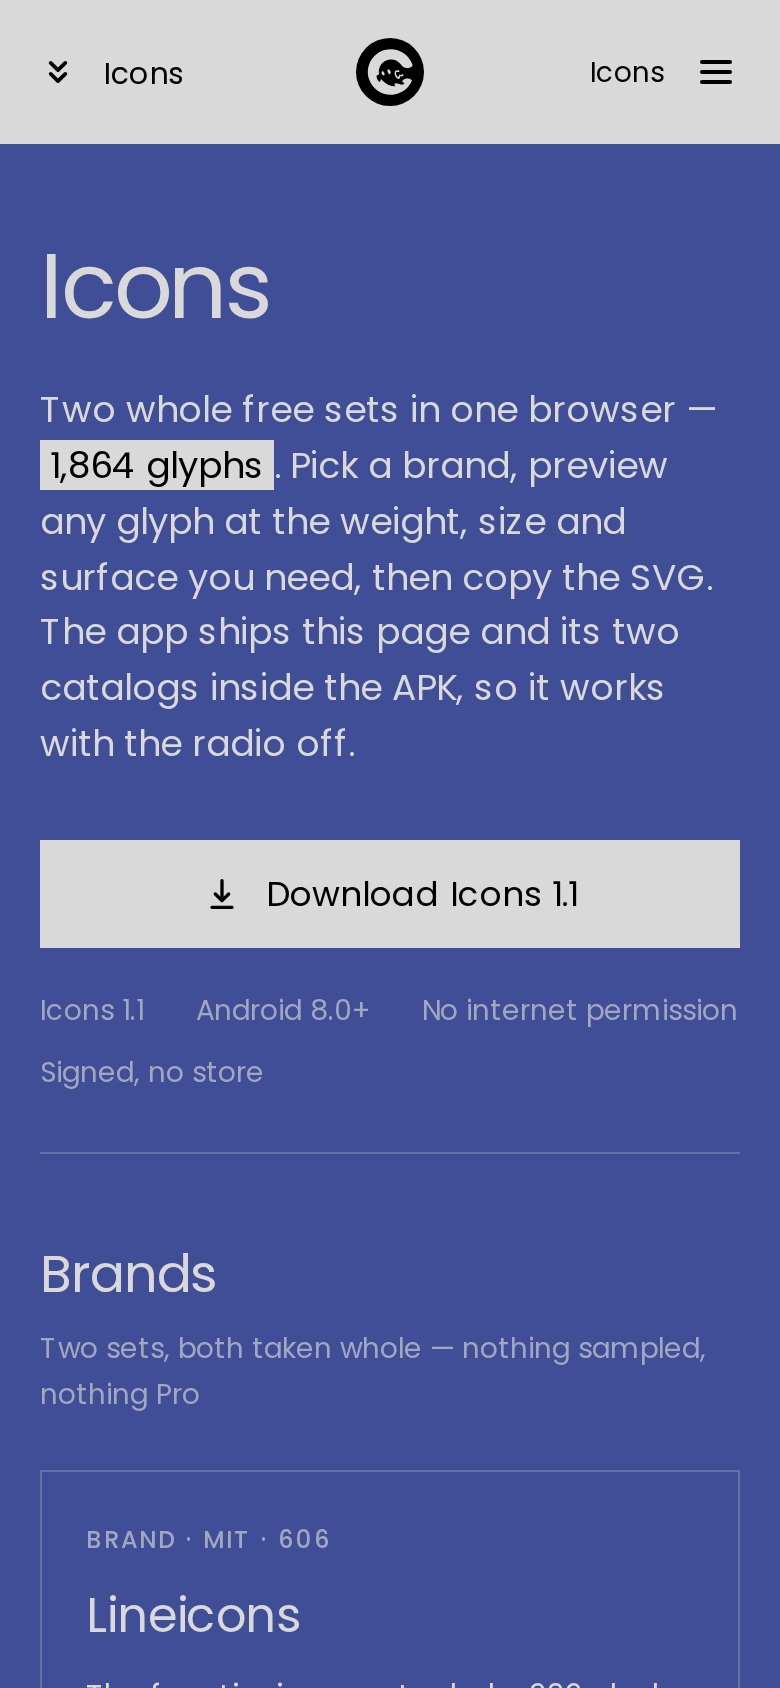 Icons
Icons
Icons
Two whole free sets in one browser —
1,864 glyphs . Pick a brand, preview
any glyph at the weight, size and
surface you need, then copy the SVG.
The app ships this page and its two
catalogs inside the APK, so it works
with the radio off.
Download Icons 1.1
Icons 1.1 Android 8.0+ No internet permission
Signed, no store
Brands
Two sets, both taken whole — nothing sampled,
nothing Pro
BRAND · MIT · 606
Lineicons